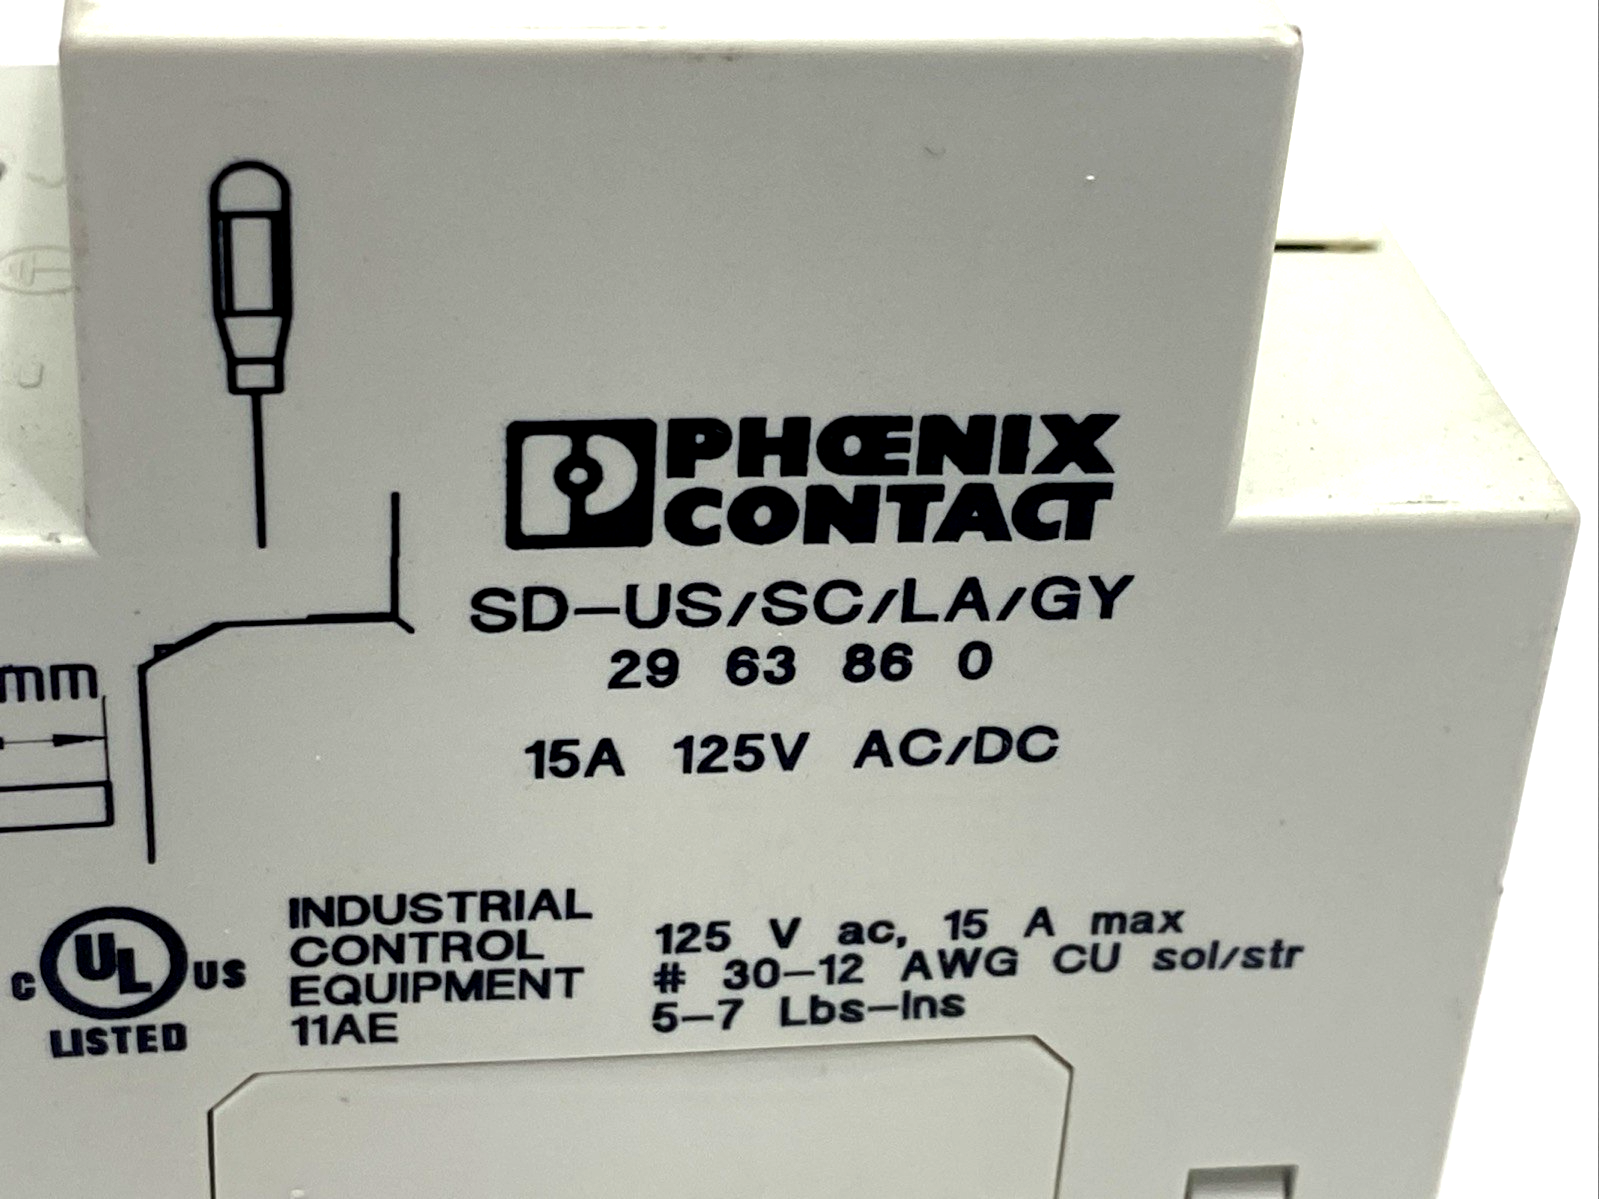 PHŒNIX
CONTACT
SD-US/SC/LA/GY
29 63 86 0
mm
15A 125V AC/DC
C UL US
LISTED
INDUSTRIAL
CONTROL
EQUIPMENT
11AE
125 V ac, 15 A max
# 30-12 AWG CU sol/str
5-7 Lbs-Ins